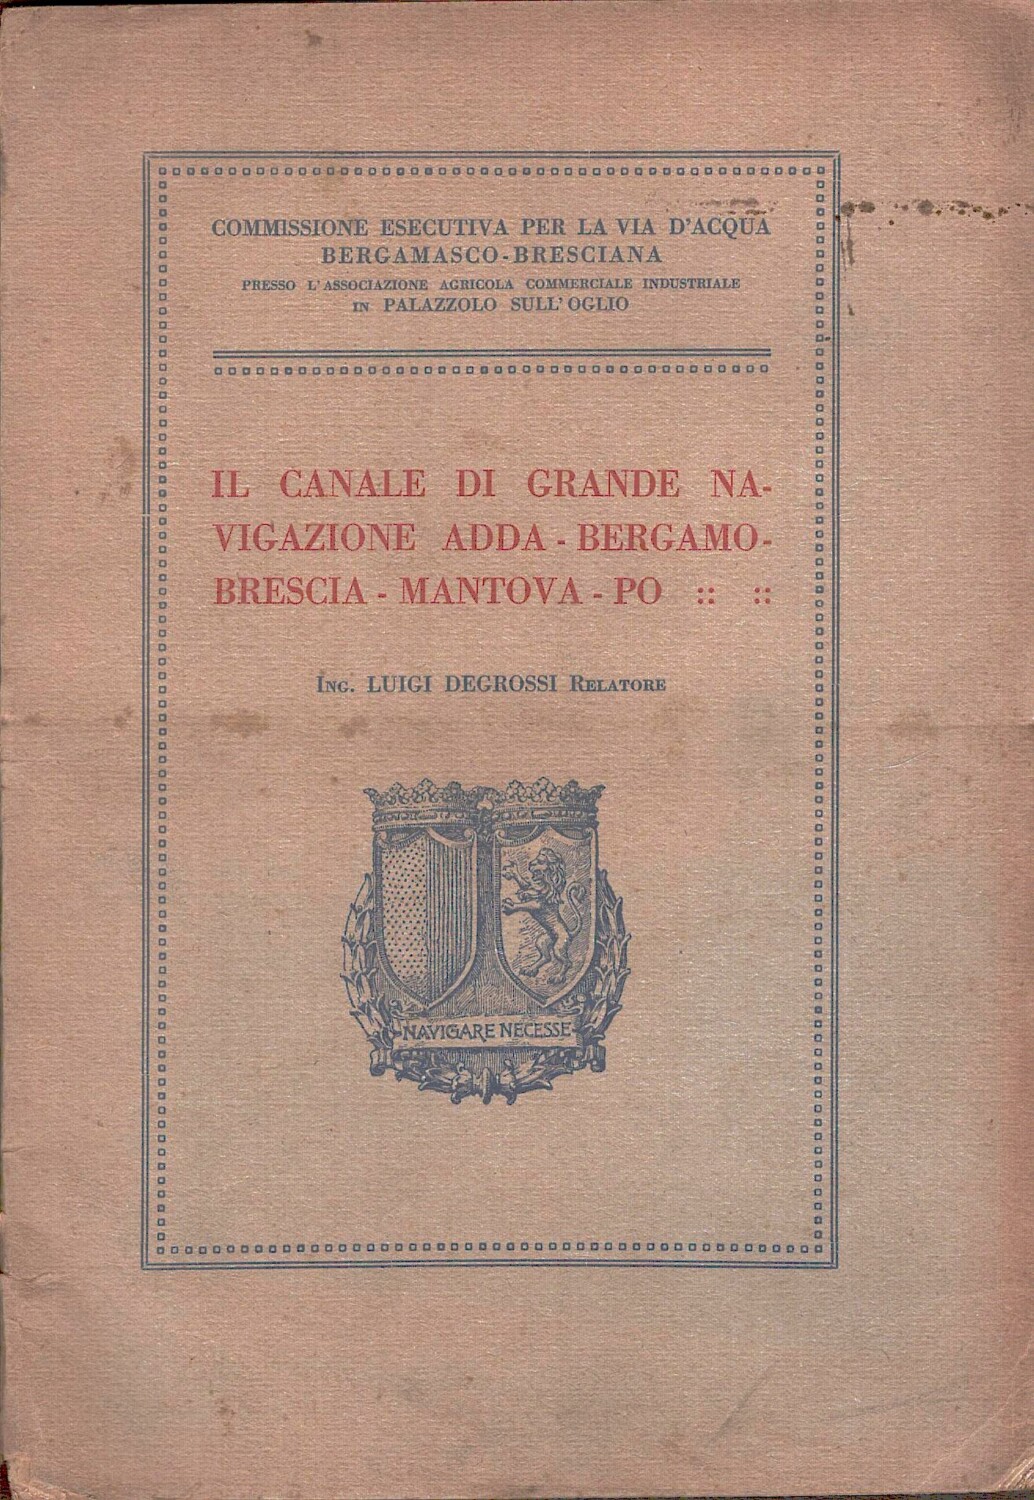 COMMISSIONE ESECUTIVA PER LA VIA D'ACQUA
BERGAMASCO-BRESCIANA
PRESSO L'ASSOCIAZIONE AGRICOLA COMMERCIALE INDUSTRIALE
IN PALAZZOLO SULL'OGLIO
IL CANALE DI GRANDE NA-
VIGAZIONE ADDA - BERGAMO-
BRESCIA - MANTOVA - PO :: ::
ING. LUIGI DEGROSSI RELATORE
NAVIGARE NECESSE